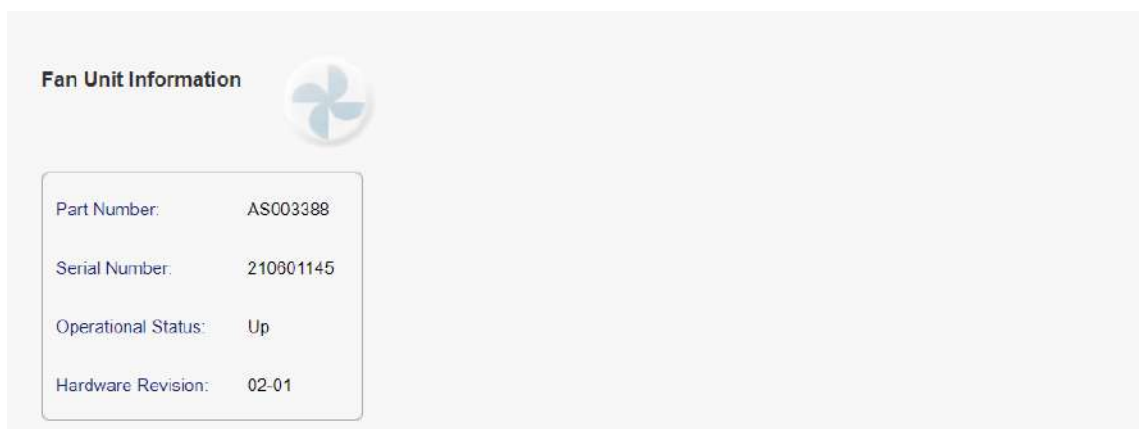 Fan Unit Information
Part Number: AS003388
Serial Number: 210601145
Operational Status: Up
Hardware Revision: 02-01